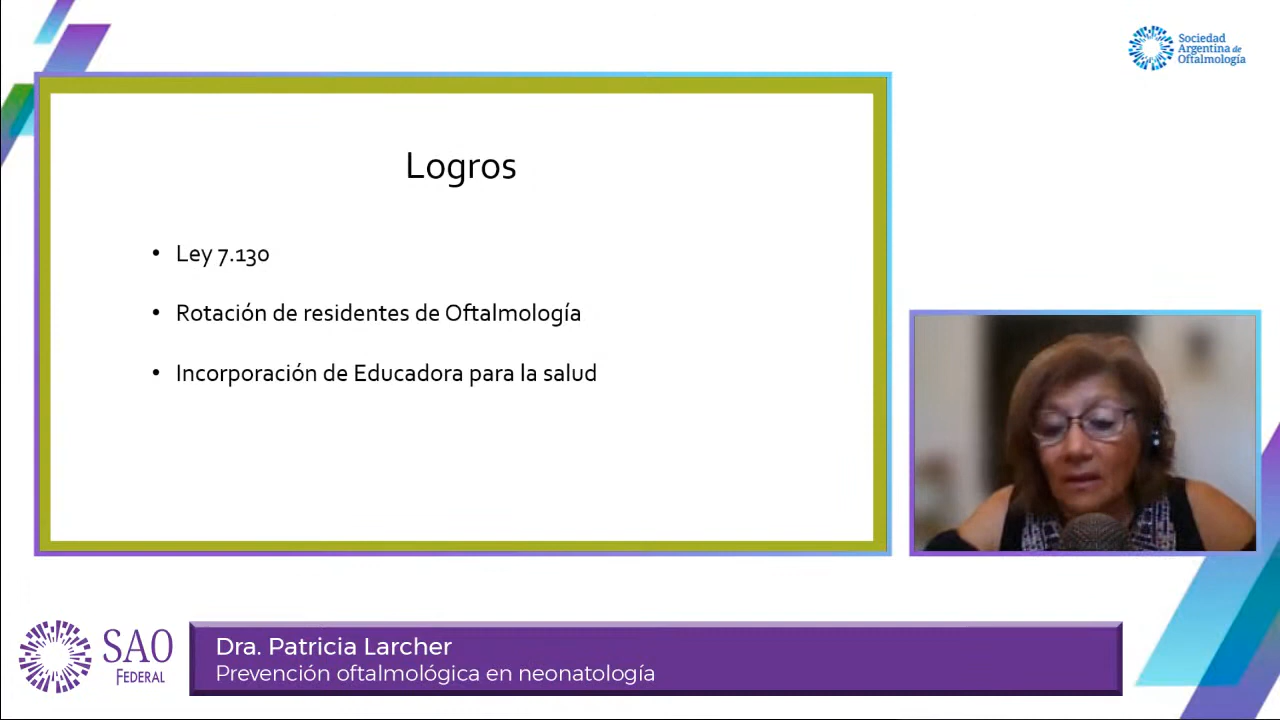 Sociedad
Argentina de
Oftalmología
Logros
• Ley 7.130
• Rotación de residentes de Oftalmología
• Incorporación de Educadora para la salud
SAO
FEDERAL
Dra. Patricia Larcher
Prevención oftalmológica en neonatología